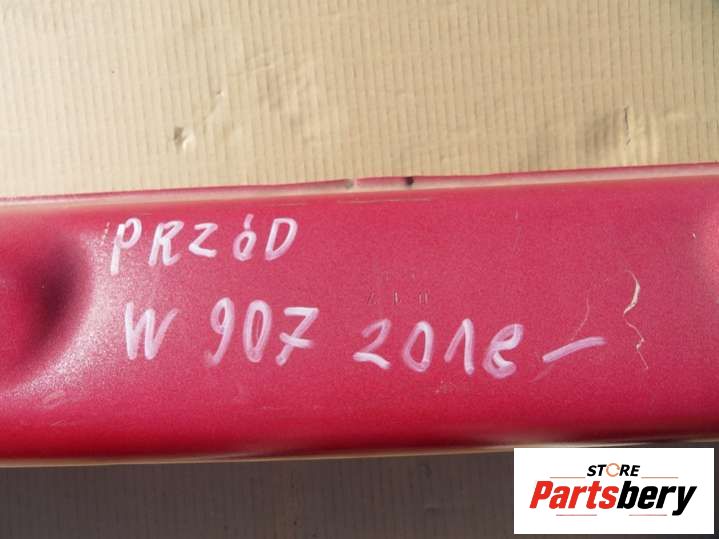 PRZÓD
W 907 2018 -
STORE
Partsbery